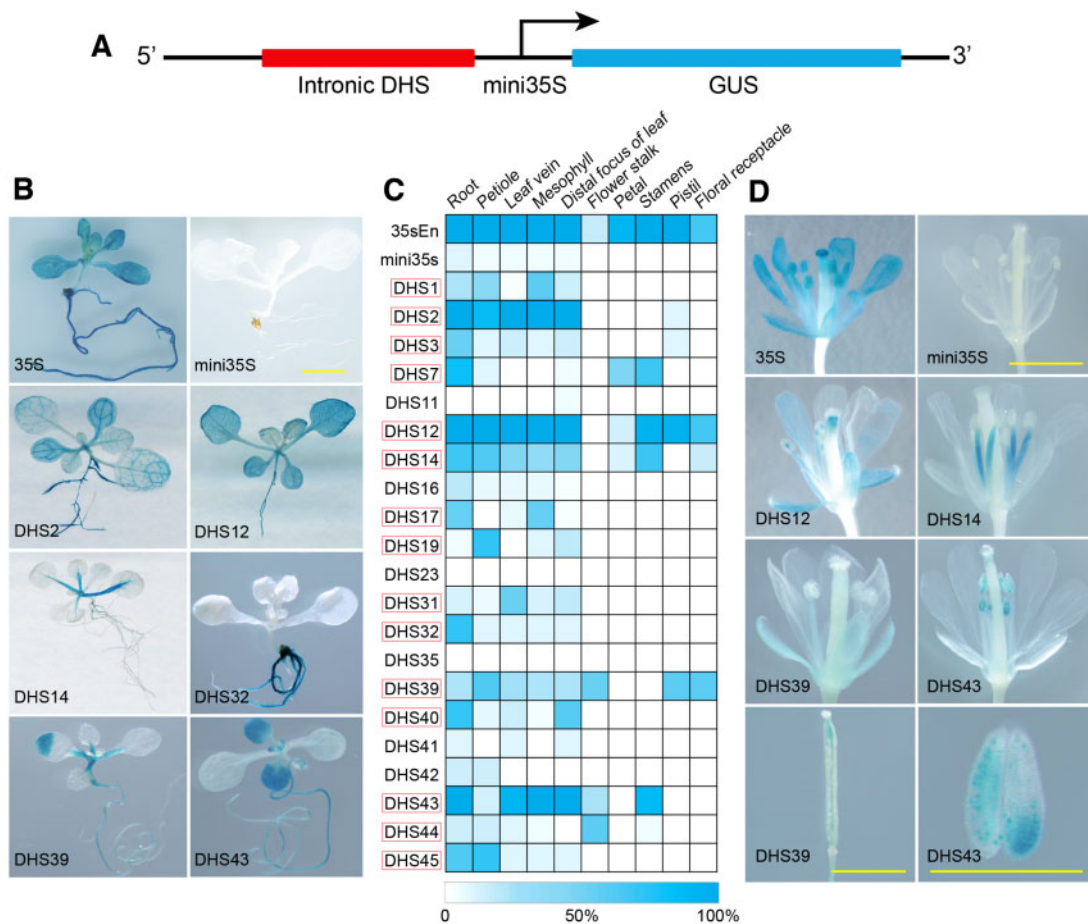 A
5’
3’
Intronic DHS
mini35S
GUS
B
35S
mini35S
DHS2
DHS12
DHS14
DHS32
DHS39
DHS43
C
Root
Petiole
Leaf vein
Mesophyll
Distal focus of leaf
Flower stalk
Petal
Stamens
Pistil
Floral receptacle
35sEn
mini35s
DHS1
DHS2
DHS3
DHS7
DHS11
DHS12
DHS14
DHS16
DHS17
DHS19
DHS23
DHS31
DHS32
DHS35
DHS39
DHS40
DHS41
DHS42
DHS43
DHS44
DHS45
0
50%
100%
D
35S
mini35S
DHS12
DHS14
DHS39
DHS43
DHS39
DHS43